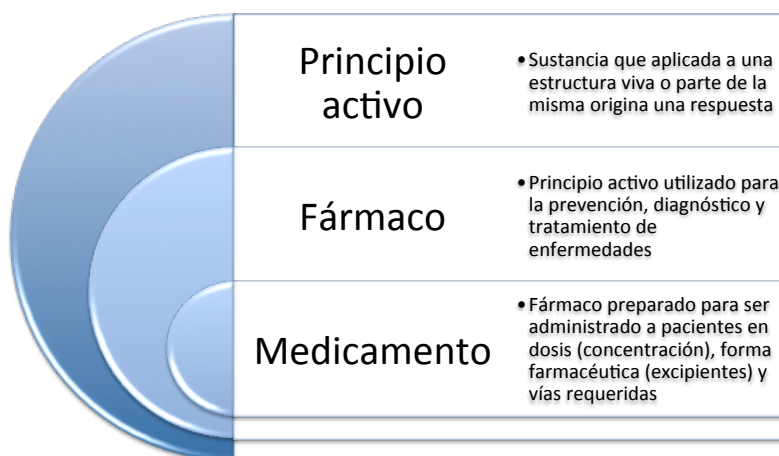 Principio
activo
• Sustancia que aplicada a una
estructura viva o parte de la
misma origina una respuesta
Fármaco
• Principio activo utilizado para
la prevención, diagnóstico y
tratamiento de
enfermedades
Medicamento
• Fármaco preparado para ser
administrado a pacientes en
dosis (concentración), forma
farmacéutica (excipientes) y
vías requeridas